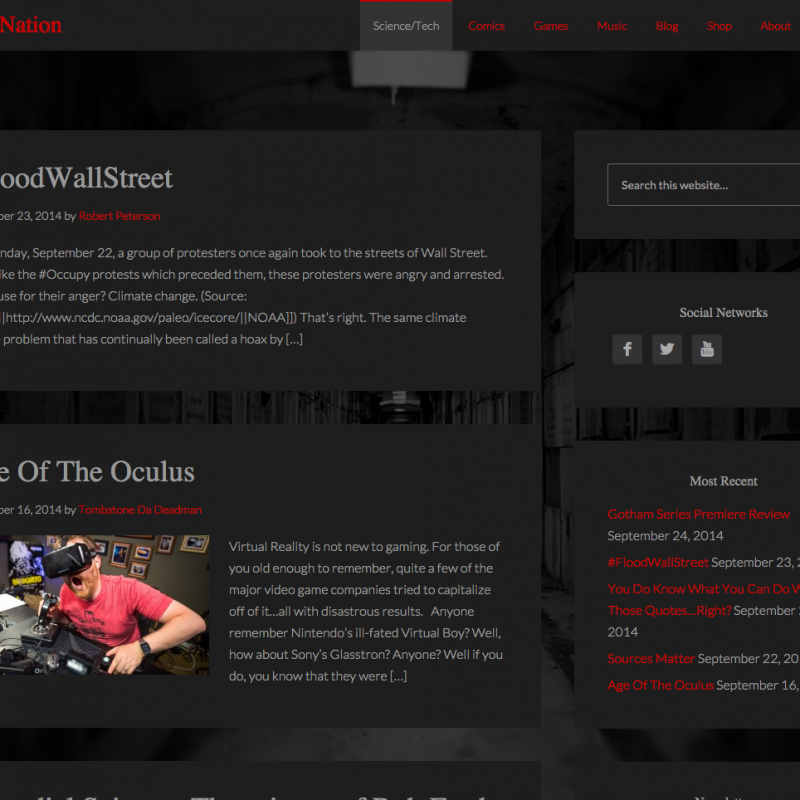 Nation
Science/Tech Comics Games Music Blog Shop About
oodWallStreet
ber 23, 2014 by Robert Peterson
nday, September 22, a group of protesters once again took to the streets of Wall Street.
ike the #Occupy protests which preceded them, these protesters were angry and arrested.
use for their anger? Climate change. (Source:
||http://www.ncdc.noaa.gov/paleo/icecore/||NOAA]]) That's right. The same climate
problem that has continually been called a hoax by [...]
e Of The Oculus
ber 16, 2014 by Tombstone Da Deadman
Virtual Reality is not new to gaming. For those of
you old enough to remember, quite a few of the
major video game companies tried to capitalize
off of it...all with disastrous results. Anyone
remember Nintendo's ill-fated Virtual Boy? Well,
how about Sony's Glasstron? Anyone? Well if you
do, you know that they were [...]
Search this website...
Social Networks
Most Recent
Gotham Series Premiere Review
September 24, 2014
#FloodWallStreet September 23, 2
You Do Know What You Can Do W
Those Quotes...Right? September
2014
Sources Matter September 22, 20
Age Of The Oculus September 16,